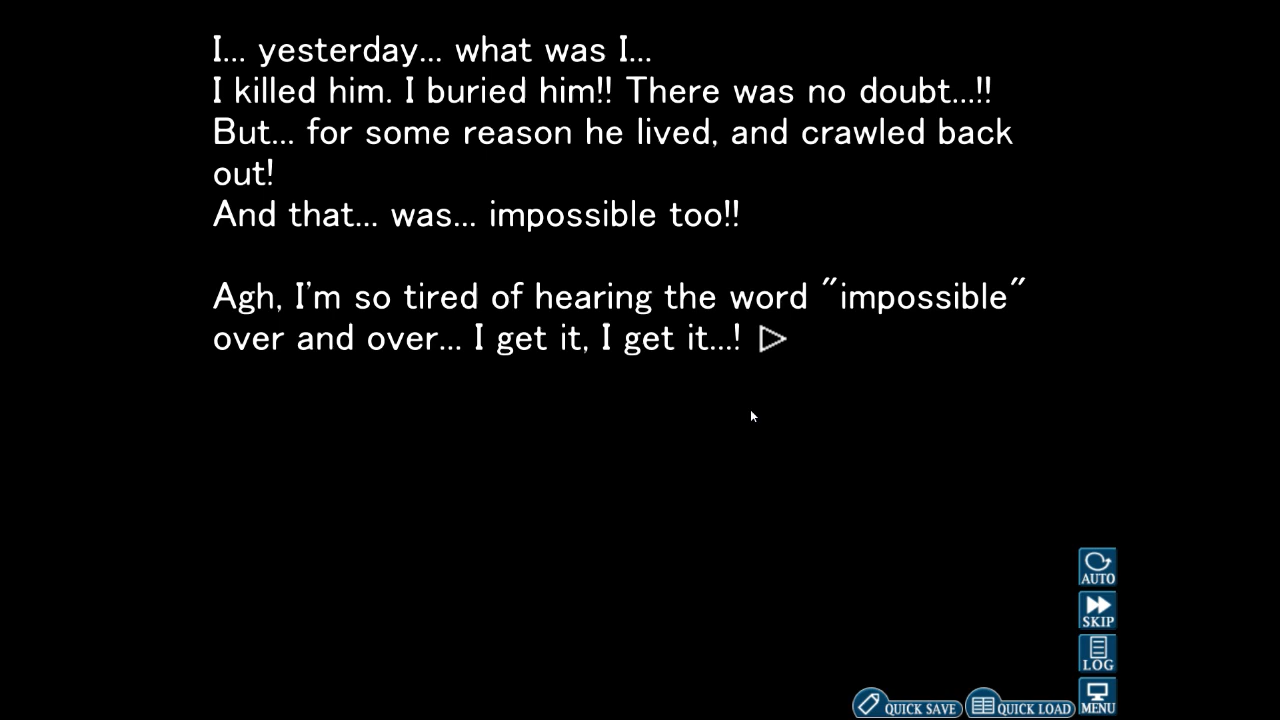 I... yesterday... what was I...
I killed him. I buried him!! There was no doubt...!!
But... for some reason he lived, and crawled back
out!
And that... was... impossible too!!
Agh, I'm so tired of hearing the word "impossible"
over and over... I get it, I get it...!
AUTO
SKIP
LOG
MENU
QUICK SAVE
QUICK LOAD